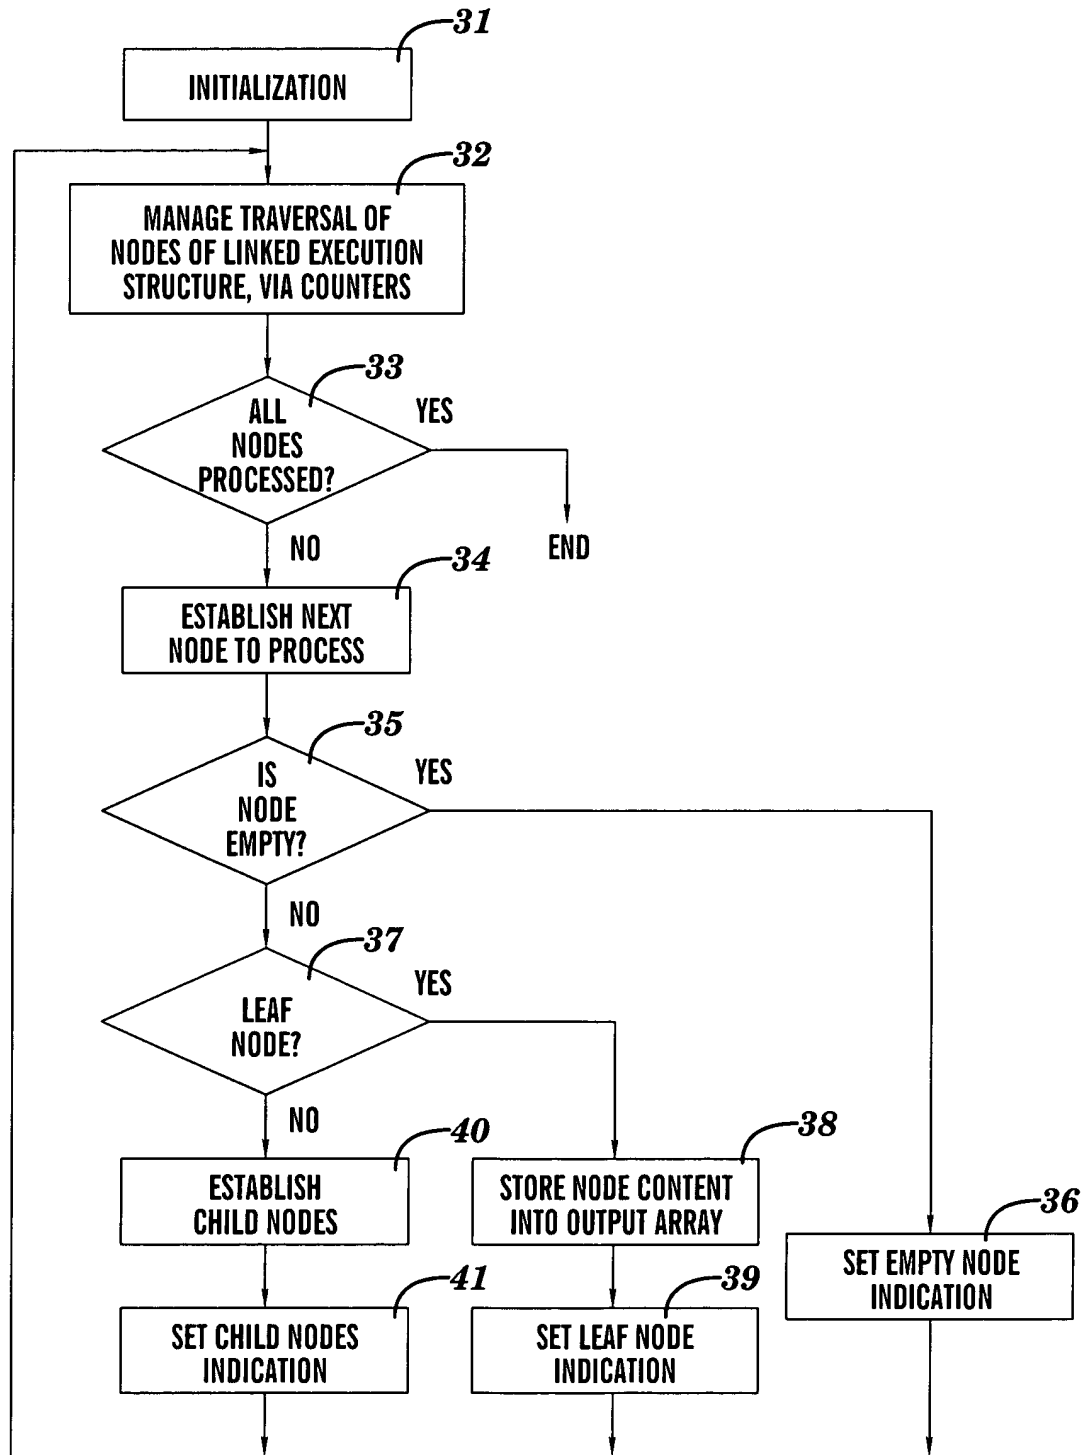 31
INITIALIZATION
32
MANAGE TRAVERSAL OF
NODES OF LINKED EXECUTION
STRUCTURE, VIA COUNTERS
33
ALL
NODES
PROCESSED?
YES
NO
END
34
ESTABLISH NEXT
NODE TO PROCESS
35
IS
NODE
EMPTY?
YES
NO
37
LEAF
NODE?
YES
NO
40
ESTABLISH
CHILD NODES
38
STORE NODE CONTENT
INTO OUTPUT ARRAY
36
SET EMPTY NODE
INDICATION
41
SET CHILD NODES
INDICATION
39
SET LEAF NODE
INDICATION